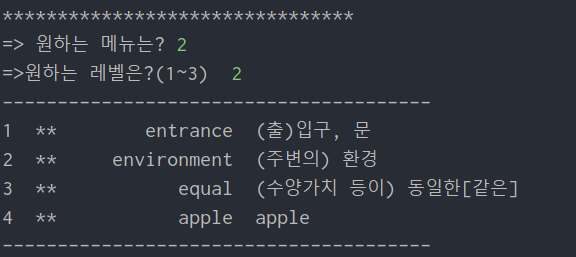 ********************************
=> 원하는 메뉴는? 2
=>원하는 레벨은?(1~3)  2
---------------------------------------
1  **        entrance  (출)입구, 문
2  **     environment  (주변의) 환경
3  **           equal  (수양가치 등이) 동일한[같은]
4  **           apple  apple
---------------------------------------